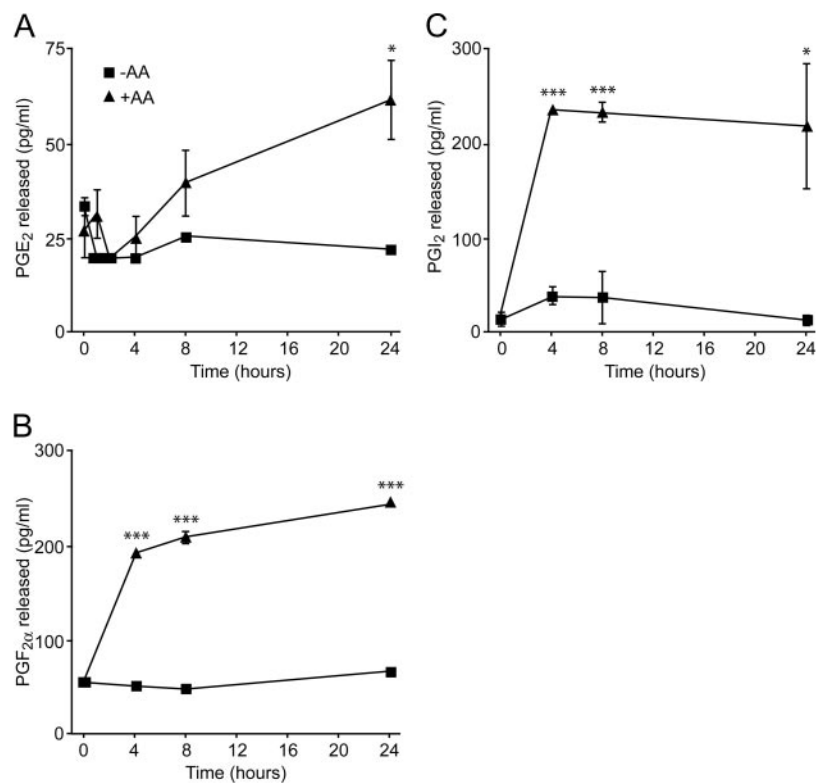 A
75
50
25
0
PGE2 released (pg/ml)
-AA
+AA
*
0 4 8 12 16 20 24
Time (hours)
C
300
200
100
0
PGI2 released (pg/ml)
***
***
*
0 4 8 12 16 20 24
Time (hours)
B
300
200
100
0
PGF2α released (pg/ml)
***
***
***
0 4 8 12 16 20 24
Time (hours)